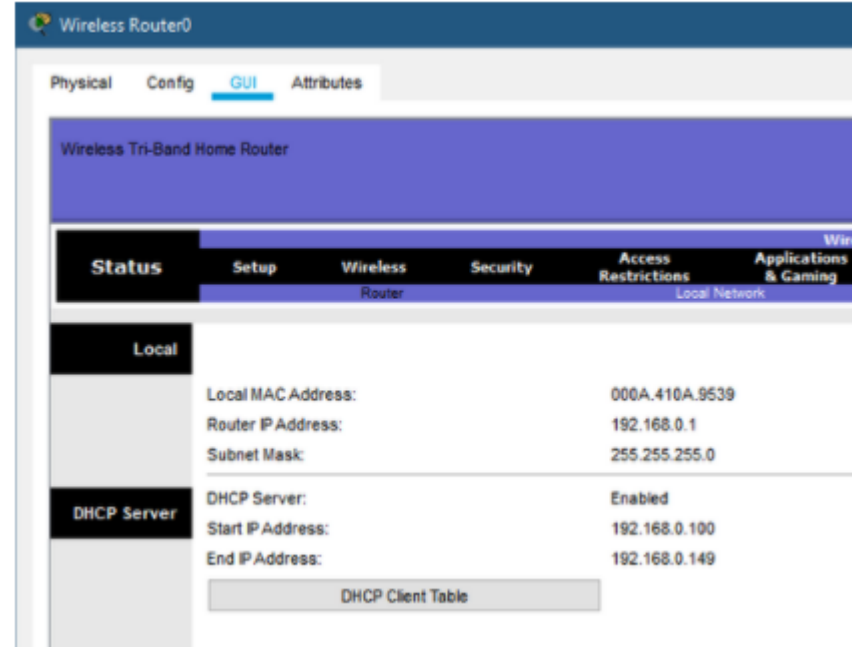 Wireless Router0
Physical Config GUI Attributes
Wireless Tri-Band Home Router
Status
Setup Wireless Security Access Restrictions Applications & Gaming
Router Local Network
Local
Local MAC Address: 000A.410A.9539
Router IP Address: 192.168.0.1
Subnet Mask: 255.255.255.0
DHCP Server
DHCP Server: Enabled
Start IP Address: 192.168.0.100
End IP Address: 192.168.0.149
DHCP Client Table